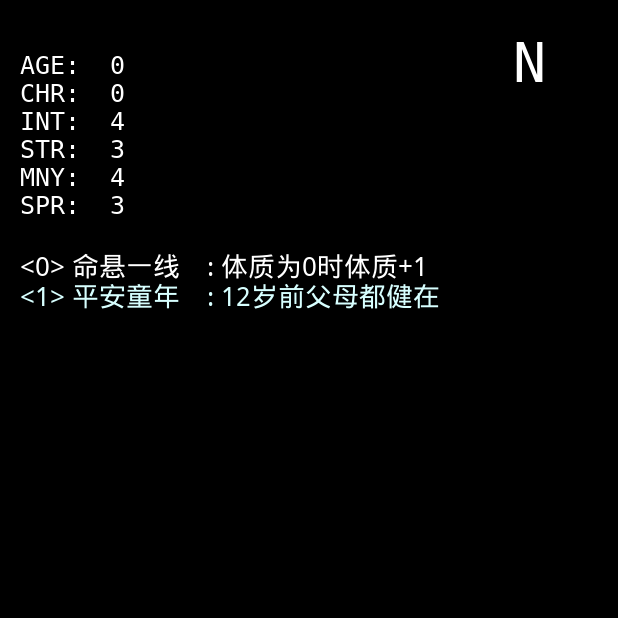 N
AGE: 0
CHR: 0
INT: 4
STR: 3
MNY: 4
SPR: 3
<0> 命悬一线 : 体质为0时体质+1
<1> 平安童年 : 12岁前父母都健在